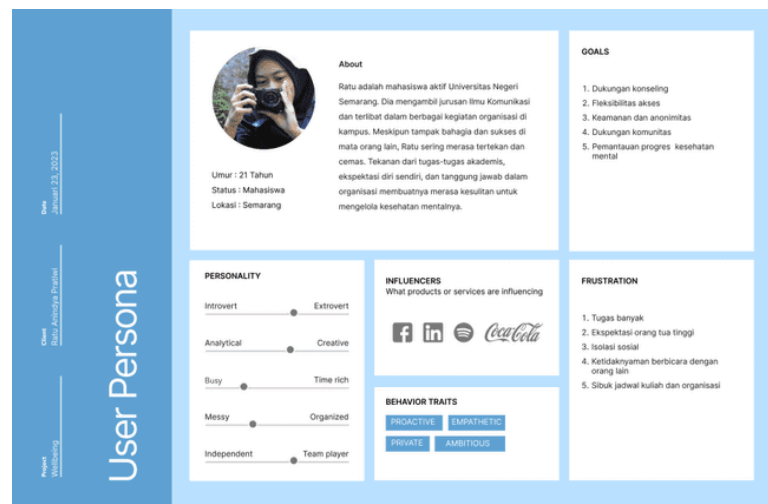 User Persona
Date
Januari 23, 2023
Client
Ratu Anindya Pratiwi
Project
Wellbeing
Umur : 21 Tahun
Status : Mahasiswa
Lokasi : Semarang
About
Ratu adalah mahasiswa aktif Universitas Negeri
Semarang. Dia mengambil jurusan Ilmu Komunikasi
dan terlibat dalam berbagai kegiatan organisasi di
kampus. Meskipun tampak bahagia dan sukses di
mata orang lain, Ratu sering merasa tertekan dan
cemas. Tekanan dari tugas-tugas akademis,
ekspektasi diri sendiri, dan tanggung jawab dalam
organisasi membuatnya merasa kesulitan untuk
mengelola kesehatan mentalnya.
GOALS
1. Dukungan konseling
2. Fleksibilitas akses
3. Keamanan dan anonimitas
4. Dukungan komunitas
5. Pemantauan progres kesehatan
mental
PERSONALITY
Introvert Extrovert
Analytical Creative
Busy Time rich
Messy Organized
Independent Team player
INFLUENCERS
What products or services are influencing
f in Coca-Cola
BEHAVIOR TRAITS
PROACTIVE EMPATHETIC
PRIVATE AMBITIOUS
FRUSTRATION
1. Tugas banyak
2. Ekspektasi orang tua tinggi
3. Isolasi sosial
4. Ketidaknyaman berbicara dengan
orang lain
5. Sibuk jadwal kuliah dan organisasi